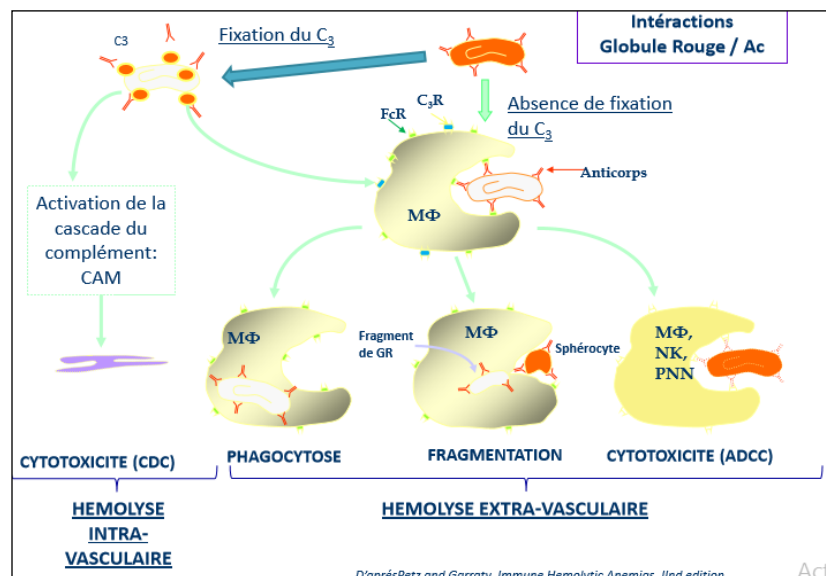 Intéractions
Globule Rouge / Ac
C3
Fixation du C₃
Absence de fixation
du C₃
FcR
C₃R
Anticorps
MΦ
Activation de la
cascade du
complément:
CAM
MΦ
Fragment
de GR
MΦ
Sphérocyte
MΦ,
NK,
PNN
CYTOTOXICITE (CDC)
PHAGOCYTOSE
FRAGMENTATION
CYTOTOXICITE (ADCC)
HEMOLYSE
INTRA-
VASCULAIRE
HEMOLYSE EXTRA-VASCULAIRE
D'aprésPetz and Garraty, Immune Hemolytic Anemias, IInd edition
Act